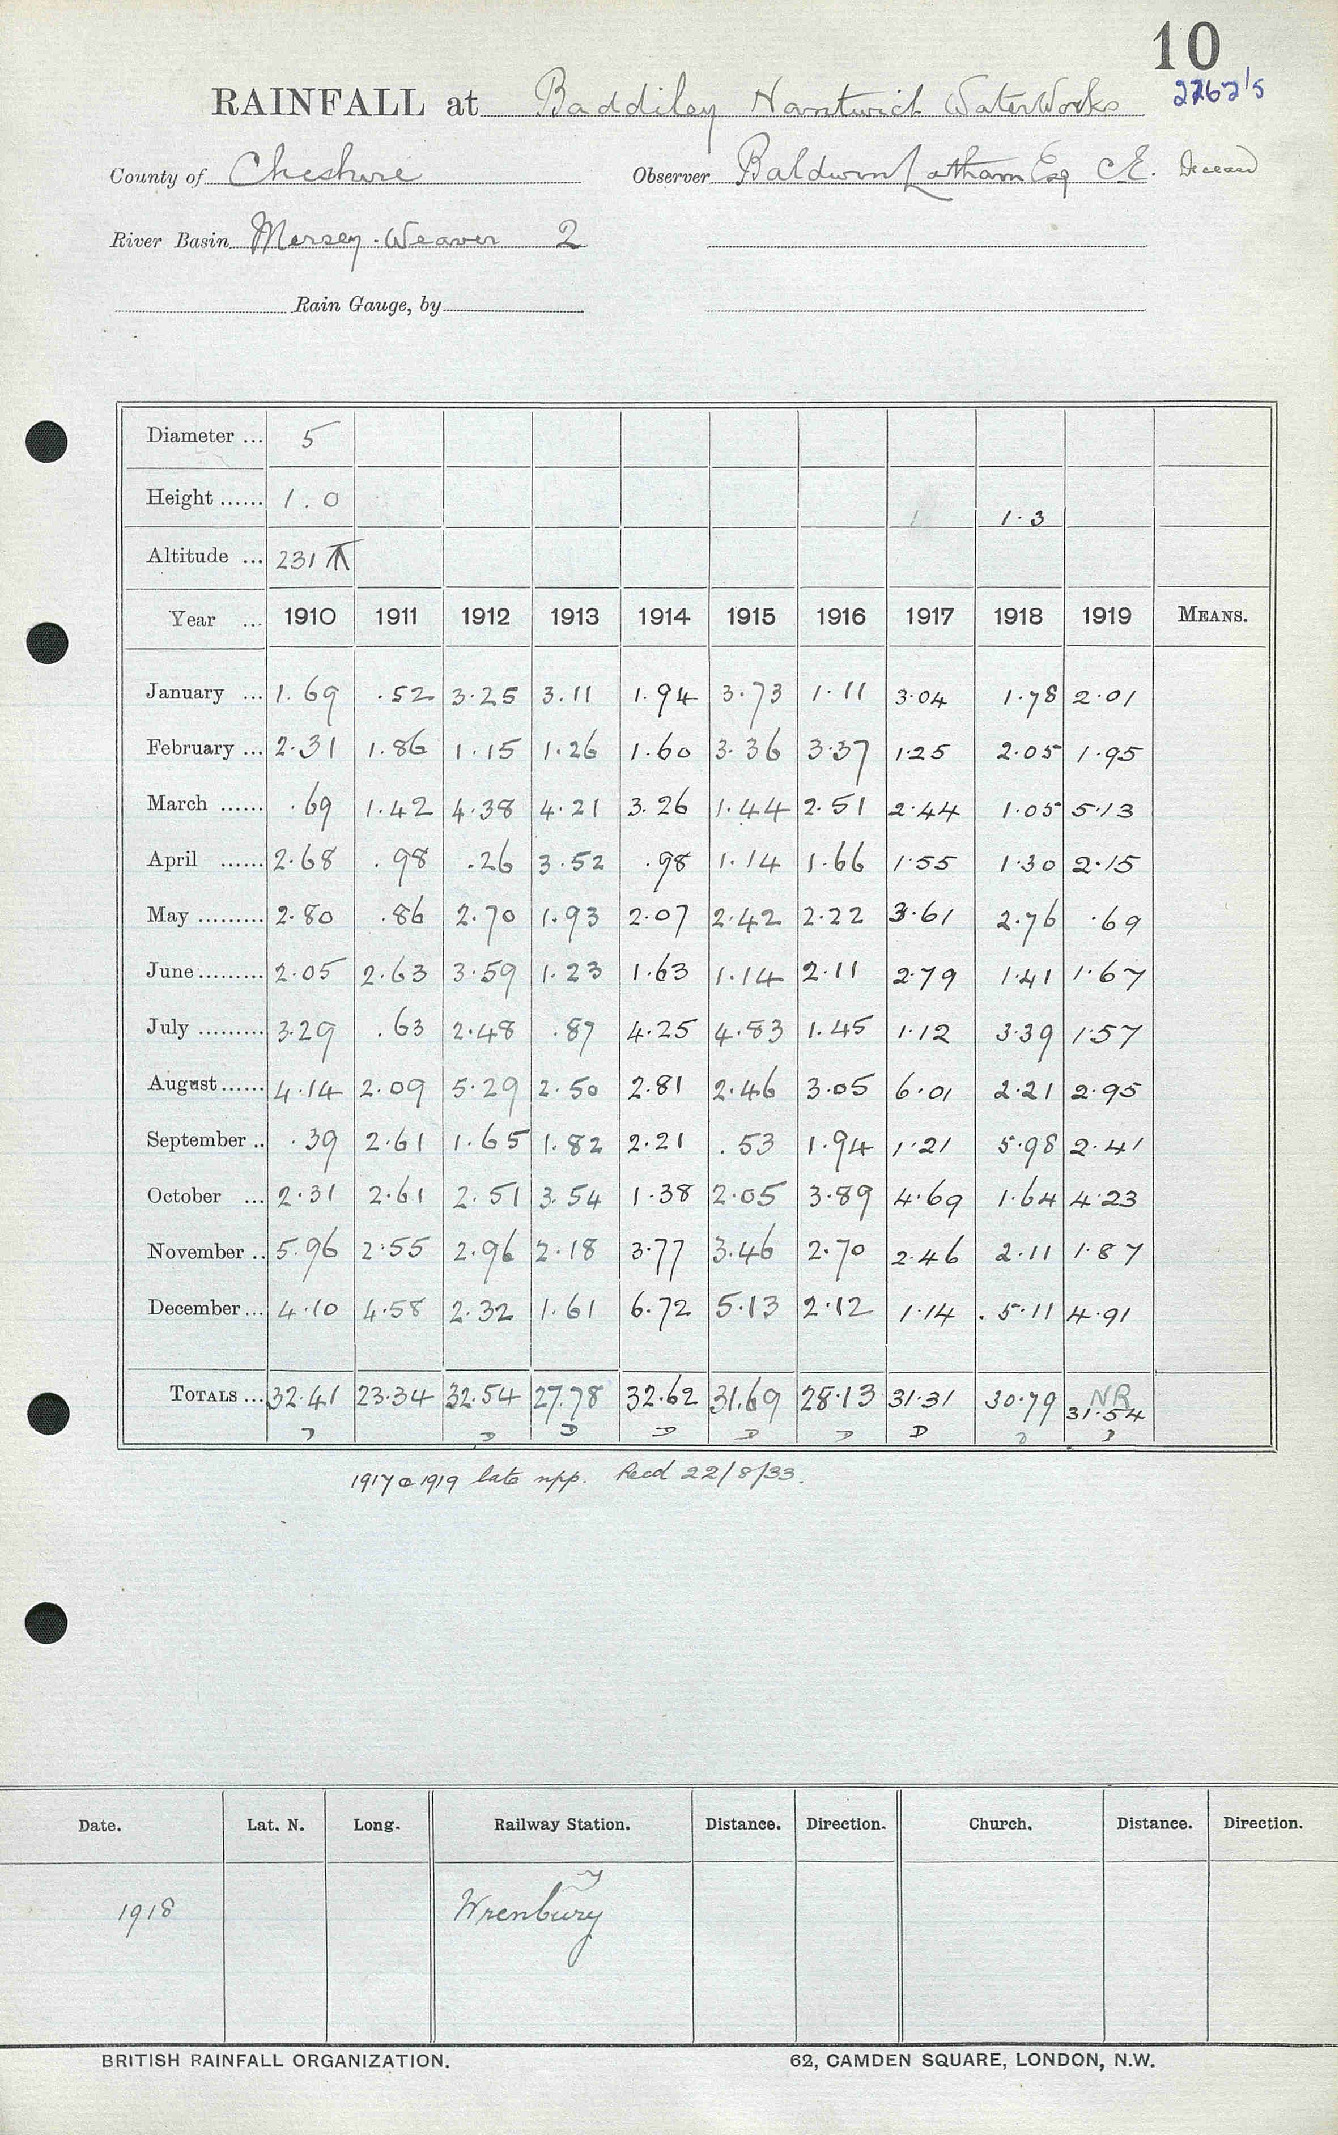 10
RAINFALL at Baddiley Nantwich WaterWorks 2262's
County of Cheshire Observer Baldwin Latham Esq CE. Deceased
River Basin Mersey-Weaver 2
Rain Gauge, by
Diameter ... 5
Height ...... 1.0 1.3
Altitude ... 231
Year ... 1910 1911 1912 1913 1914 1915 1916 1917 1918 1919 MEANS.
January ... 1.69 .52 3.25 3.11 1.94 3.73 1.11 3.04 1.78 2.01
February ... 2.31 1.86 1.15 1.26 1.60 3.36 3.37 1.25 2.05 1.95
March ...... .69 1.42 4.38 4.21 3.26 1.44 2.51 2.44 1.05 5.13
April ...... 2.68 .98 .26 3.52 .98 1.14 1.66 1.55 1.30 2.15
May ......... 2.80 .86 2.70 1.93 2.07 2.42 2.22 3.61 2.76 .69
June ......... 2.05 2.63 3.59 1.23 1.63 1.14 2.11 2.79 1.41 1.67
July ......... 3.29 .63 2.48 .87 4.25 4.83 1.45 1.12 3.39 1.57
August ...... 4.14 2.09 5.29 2.50 2.81 2.46 3.05 6.01 2.21 2.95
September .. .39 2.61 1.65 1.82 2.21 .53 1.94 1.21 5.98 2.41
October ... 2.31 2.61 2.51 3.54 1.38 2.05 3.89 4.69 1.64 4.23
November .. 5.96 2.55 2.96 2.18 3.77 3.46 2.70 2.46 2.11 1.87
December ... 4.10 4.58 2.32 1.61 6.72 5.13 2.12 1.14 5.11 4.91
TOTALS ... 32.41 23.34 32.54 27.78 32.62 31.69 28.13 31.31 30.79 NR 31.54
D D D D D D D D D
1917 & 1919 late npp. Recd 22/8/33.
Date. Lat. N. Long. Railway Station. Distance. Direction. Church. Distance. Direction.
1918 Wrenbury
BRITISH RAINFALL ORGANIZATION. 62, CAMDEN SQUARE, LONDON, N.W.